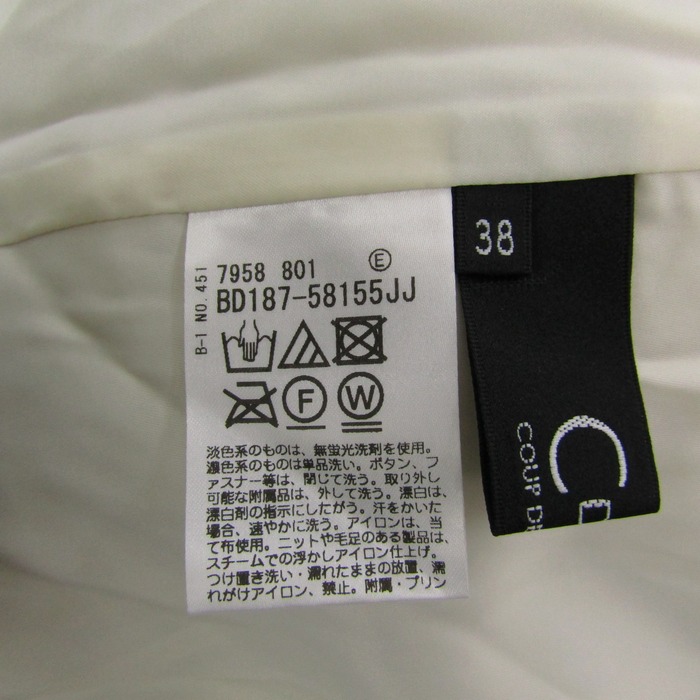 B-1 NO.451
7958 801 E
BD187-58155JJ
F W
淡色系のものは、無蛍光洗剤を使用。
濃色系のものは単品洗い。ボタン、フ
ァスナー等は、閉じて洗う。取り外し
可能な附属品は、外して洗う。漂白は、
漂白剤の指示にしたがう。汗をかいた
場合、速やかに洗う。アイロンは、当
て布使用。ニットや毛足のある製品は、
スチームでの浮かしアイロン仕上げ。
つけ置き洗い・濡れたままの放置、濡
れがけアイロン、禁止。附属・プリン
38
COUP